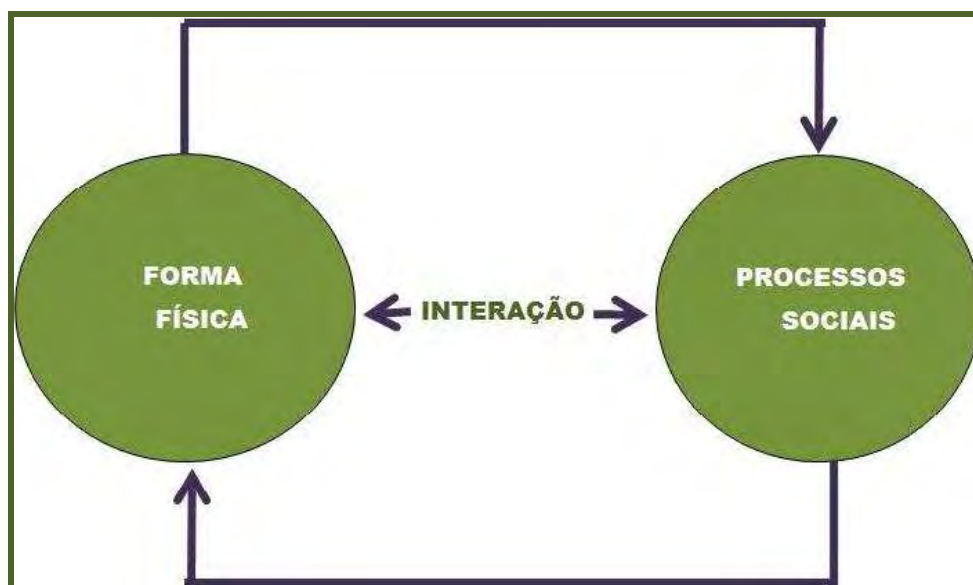 FORMA
FÍSICA
INTERAÇÃO
PROCESSOS
SOCIAIS